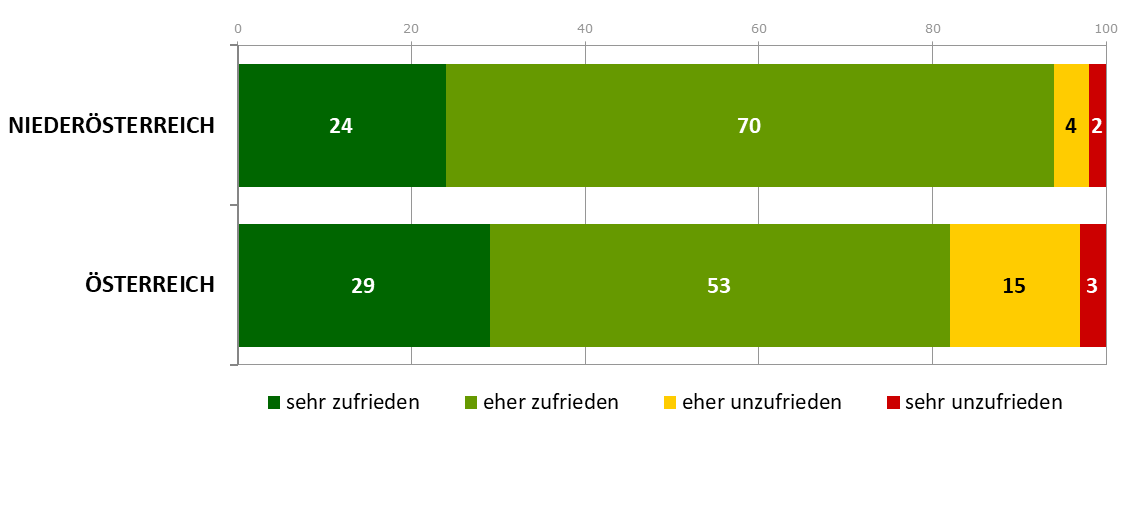 0 20 40 60 80 100
NIEDERÖSTERREICH 24 70 4 2
ÖSTERREICH 29 53 15 3
sehr zufrieden eher zufrieden eher unzufrieden sehr unzufrieden